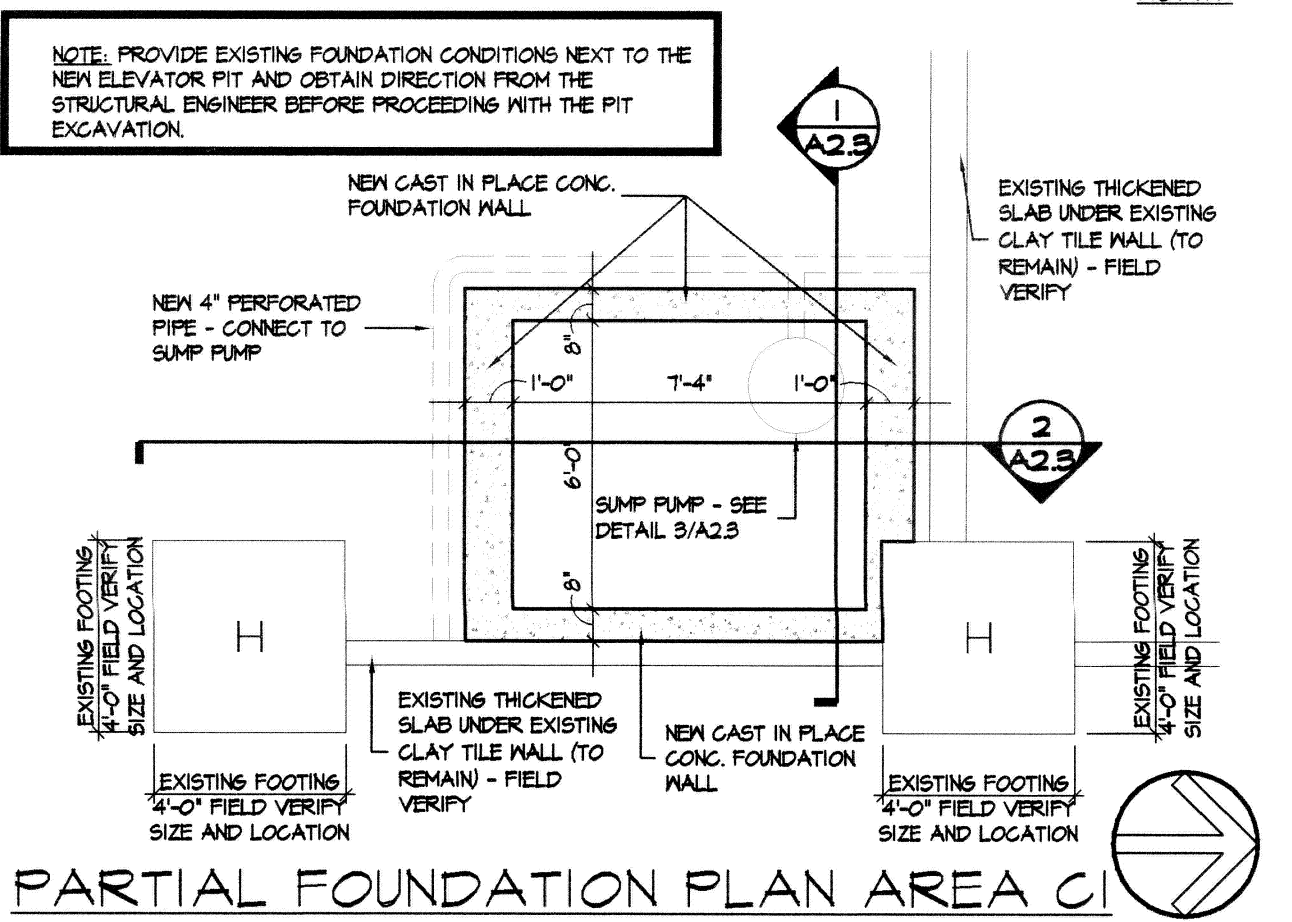 NOTE: PROVIDE EXISTING FOUNDATION CONDITIONS NEXT TO THE
NEW ELEVATOR PIT AND OBTAIN DIRECTION FROM THE
STRUCTURAL ENGINEER BEFORE PROCEEDING WITH THE PIT
EXCAVATION.
1
A2.3
NEW CAST IN PLACE CONC.
FOUNDATION WALL
EXISTING THICKENED
SLAB UNDER EXISTING
CLAY TILE WALL (TO
REMAIN) - FIELD
VERIFY
NEW 4" PERFORATED
PIPE - CONNECT TO
SUMP PUMP
8"
1'-0"
7'-4"
1'-0"
2
A2.3
6'-0"
SUMP PUMP - SEE
DETAIL 3/A2.3
8"
EXISTING FOOTING
4'-0" FIELD VERIFY
SIZE AND LOCATION
H
H
EXISTING FOOTING
4'-0" FIELD VERIFY
SIZE AND LOCATION
EXISTING THICKENED
SLAB UNDER EXISTING
CLAY TILE WALL (TO
REMAIN) - FIELD
VERIFY
NEW CAST IN PLACE
CONC. FOUNDATION
WALL
EXISTING FOOTING
4'-0" FIELD VERIFY
SIZE AND LOCATION
EXISTING FOOTING
4'-0" FIELD VERIFY
SIZE AND LOCATION
PARTIAL FOUNDATION PLAN AREA C1